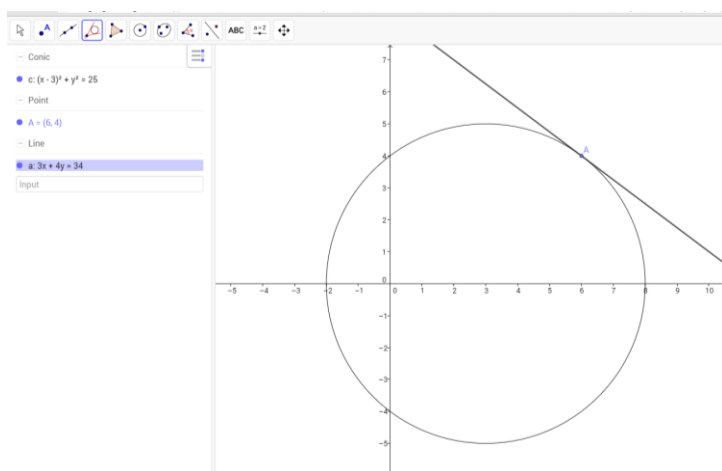 ABC
a=2
Conic
c: (x - 3)² + y² = 25
Point
A = (6, 4)
Line
a: 3x + 4y = 34
Input
7
6
5
4
3
2
1
0
-5 -4 -3 -2 -1 0 1 2 3 4 5 6 7 8 9 10
-1
-2
-3
-4
-5
A